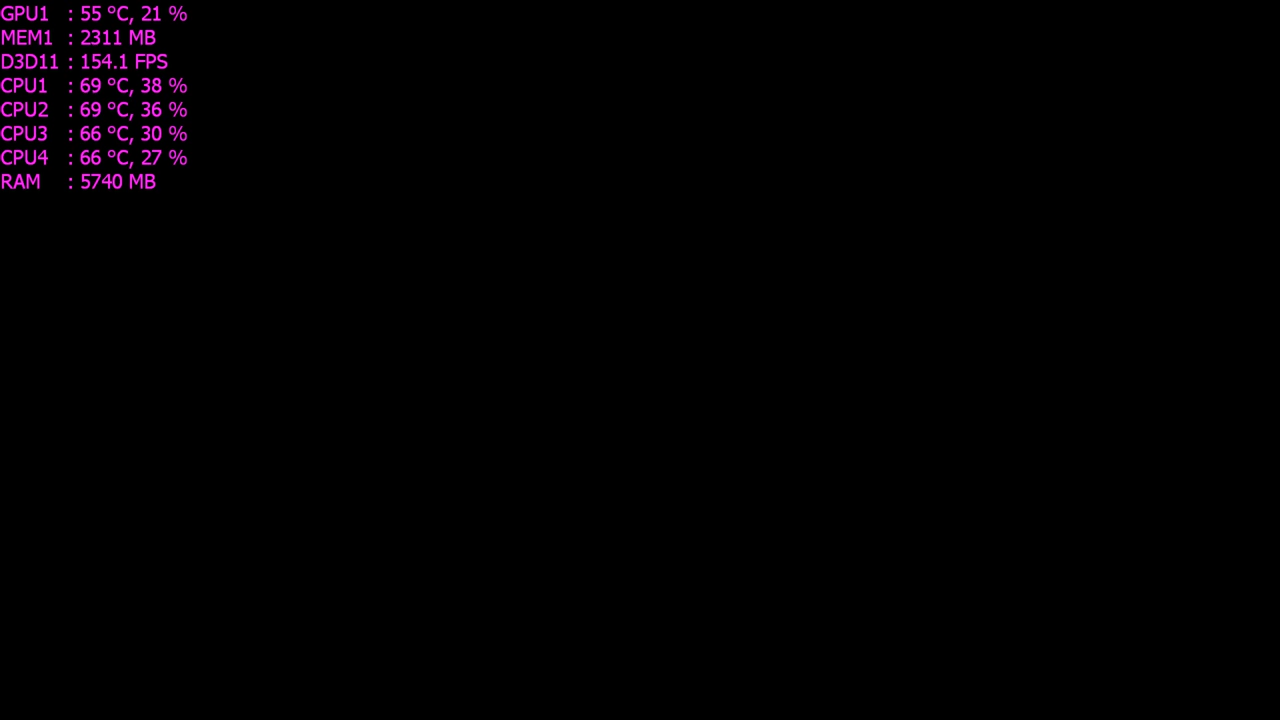 GPU1 : 55 °C, 21 %
MEM1 : 2311 MB
D3D11 : 154.1 FPS
CPU1 : 69 °C, 38 %
CPU2 : 69 °C, 36 %
CPU3 : 66 °C, 30 %
CPU4 : 66 °C, 27 %
RAM : 5740 MB